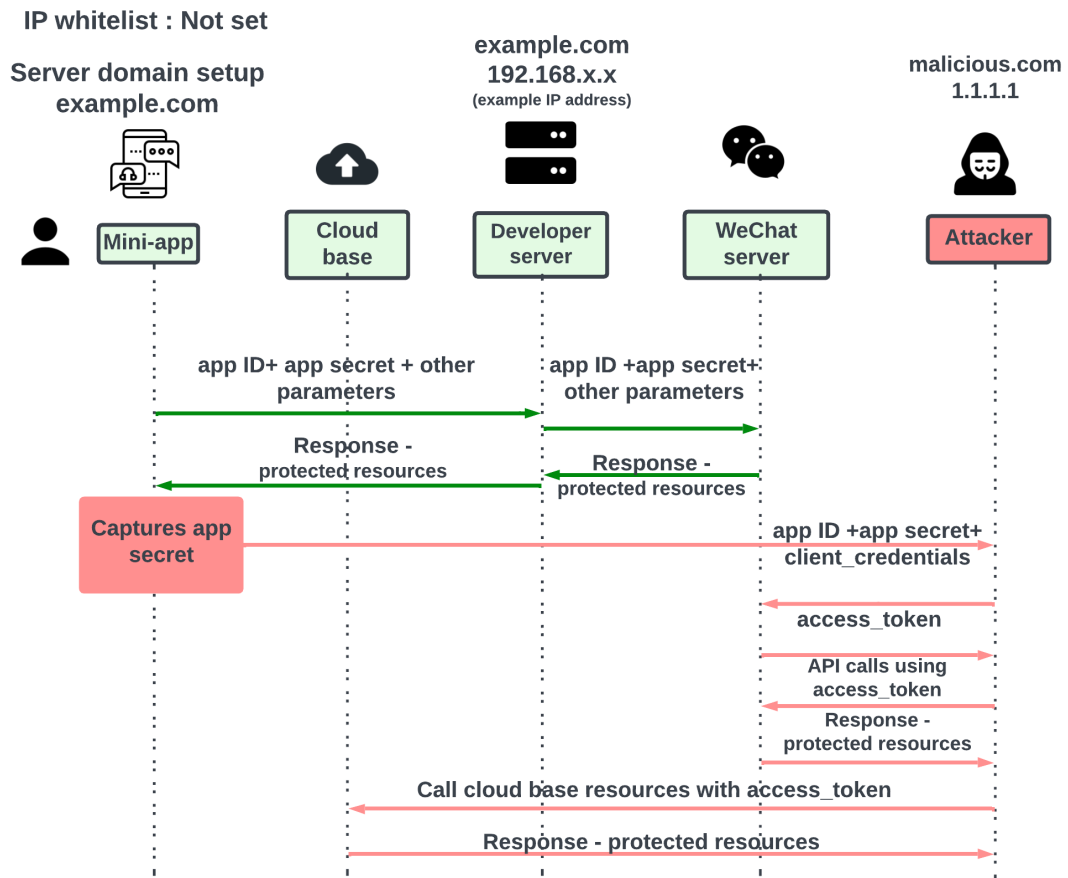 IP whitelist : Not set
Server domain setup
example.com
example.com
192.168.x.x
(example IP address)
malicious.com
1.1.1.1
Mini-app
Cloud
base
Developer
server
WeChat
server
Attacker
app ID+ app secret + other
parameters
app ID +app secret+
other parameters
Response -
protected resources
Response -
protected resources
Captures app
secret
app ID +app secret+
client_credentials
access_token
API calls using
access_token
Response -
protected resources
Call cloud base resources with access_token
Response - protected resources